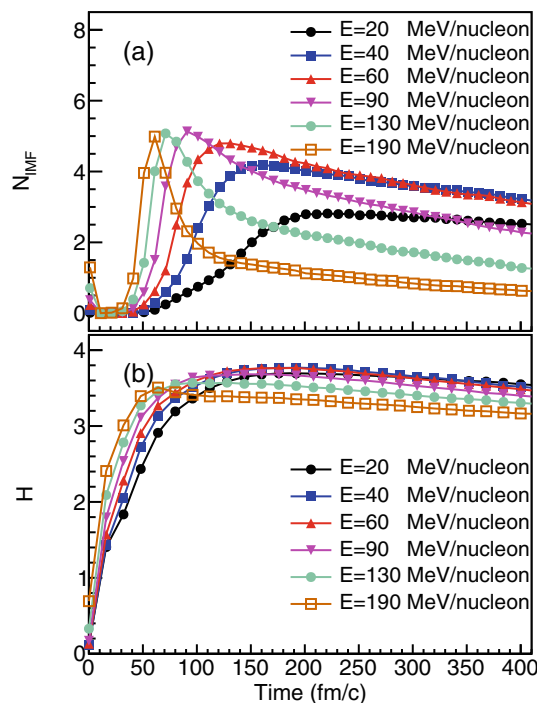 8
6
4
2
0
N_IMF
(a)
E=20 MeV/nucleon
E=40 MeV/nucleon
E=60 MeV/nucleon
E=90 MeV/nucleon
E=130 MeV/nucleon
E=190 MeV/nucleon
4
3
2
1
0
H
(b)
E=20 MeV/nucleon
E=40 MeV/nucleon
E=60 MeV/nucleon
E=90 MeV/nucleon
E=130 MeV/nucleon
E=190 MeV/nucleon
0 50 100 150 200 250 300 350 400
Time (fm/c)